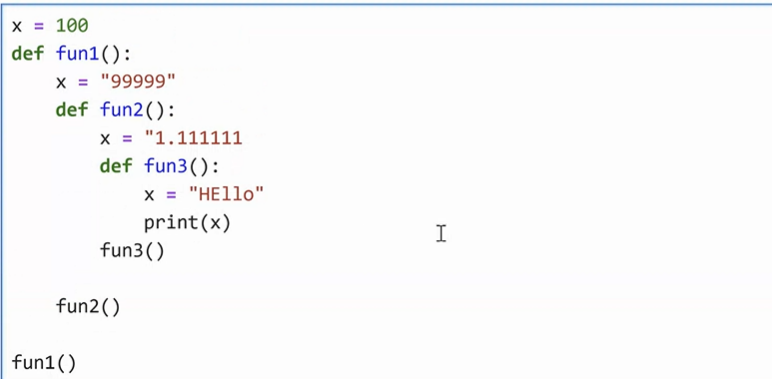 x = 100
def fun1():
    x = "99999"
    def fun2():
        x = "1.111111
        def fun3():
            x = "HEllo"
            print(x)
        fun3()

    fun2()

fun1()